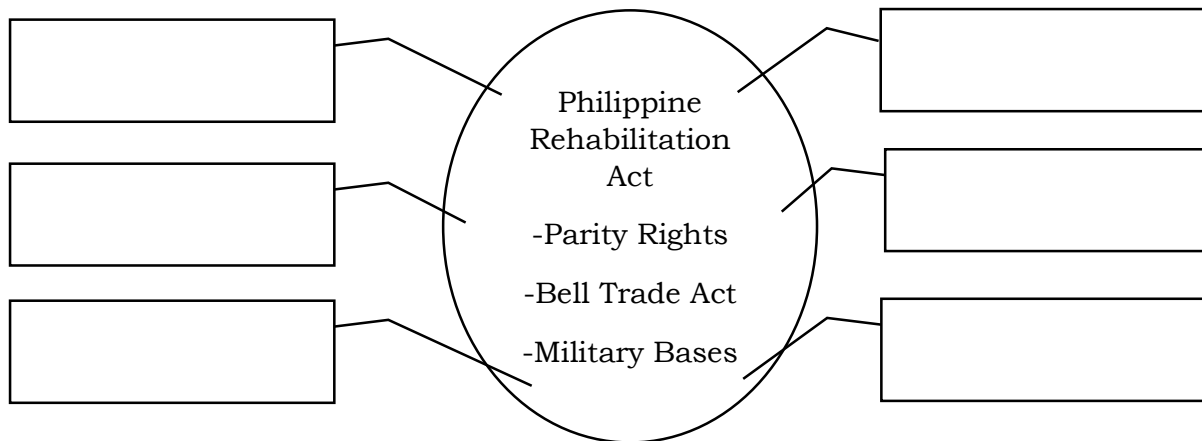 Philippine
Rehabilitation
Act
-Parity Rights
-Bell Trade Act
-Military Bases